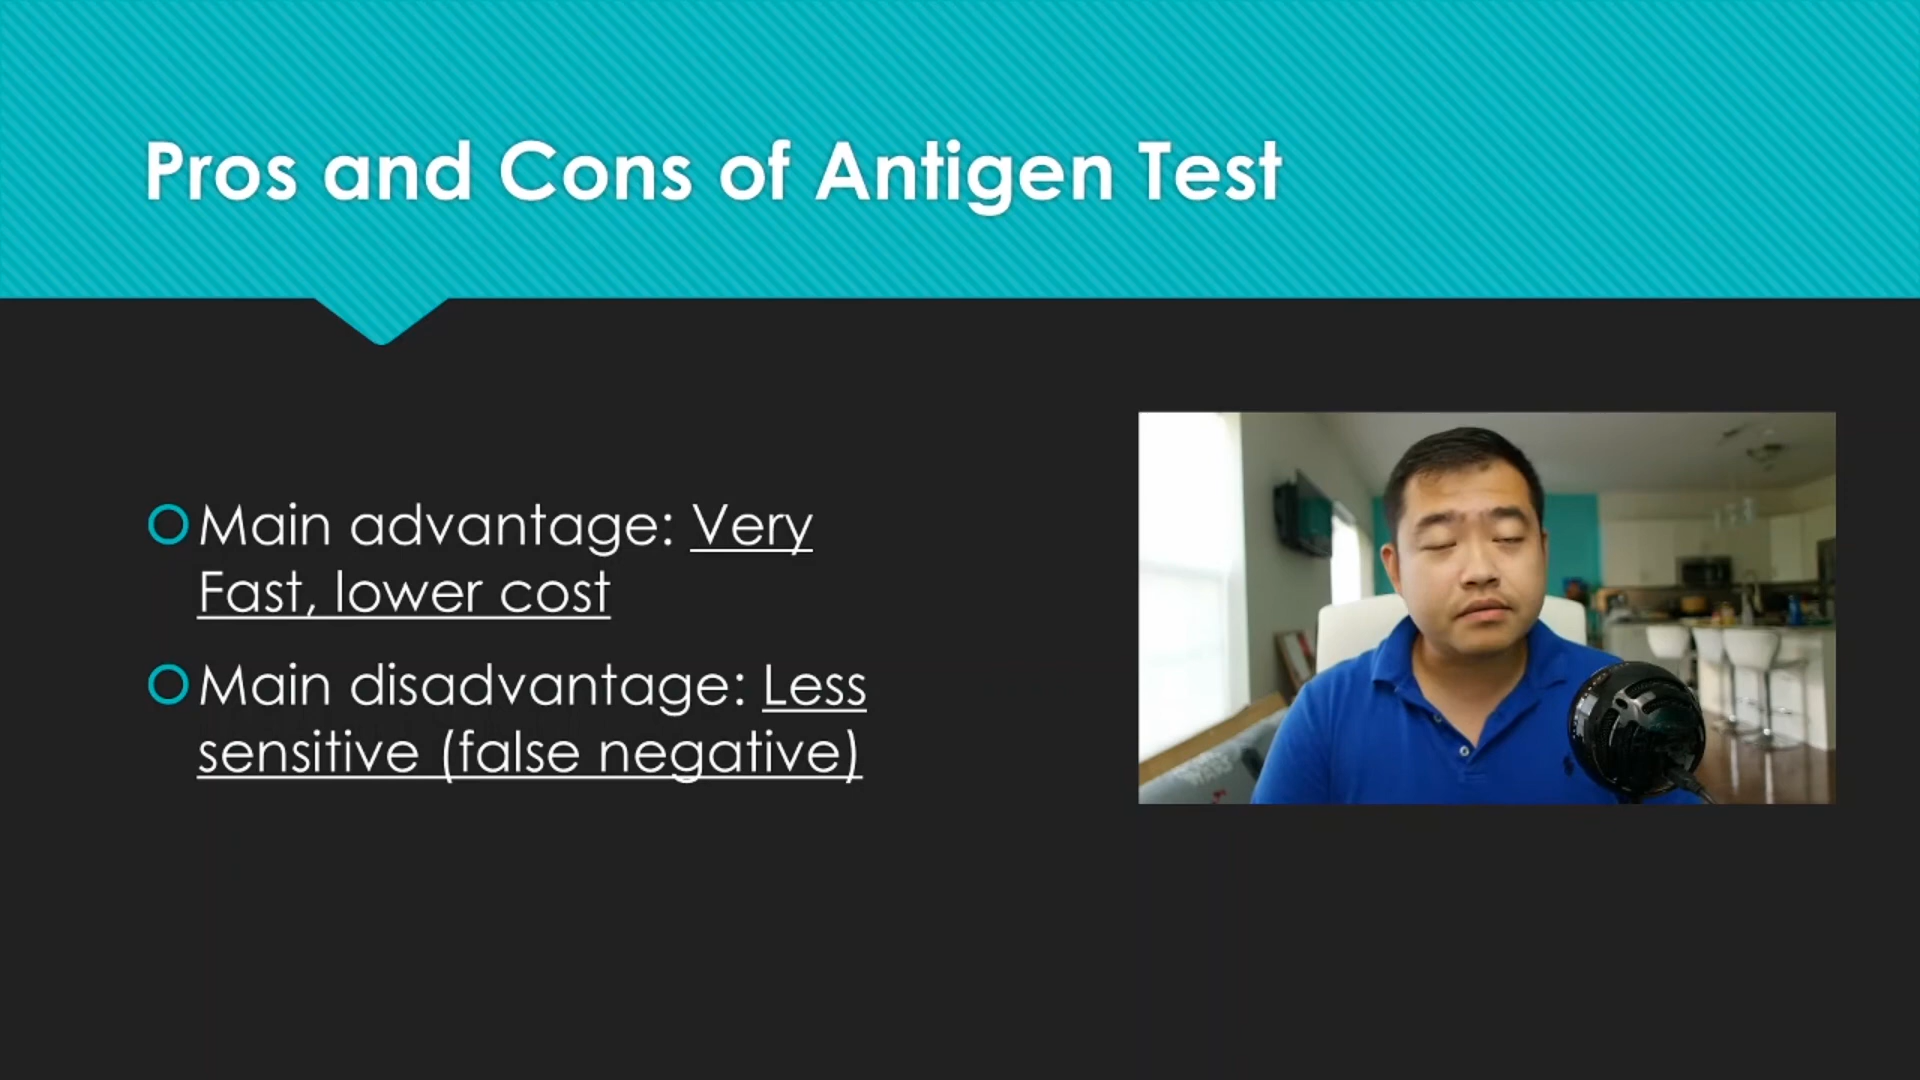 Pros and Cons of Antigen Test
Main advantage: Very
Fast, lower cost
Main disadvantage: Less
sensitive (false negative)